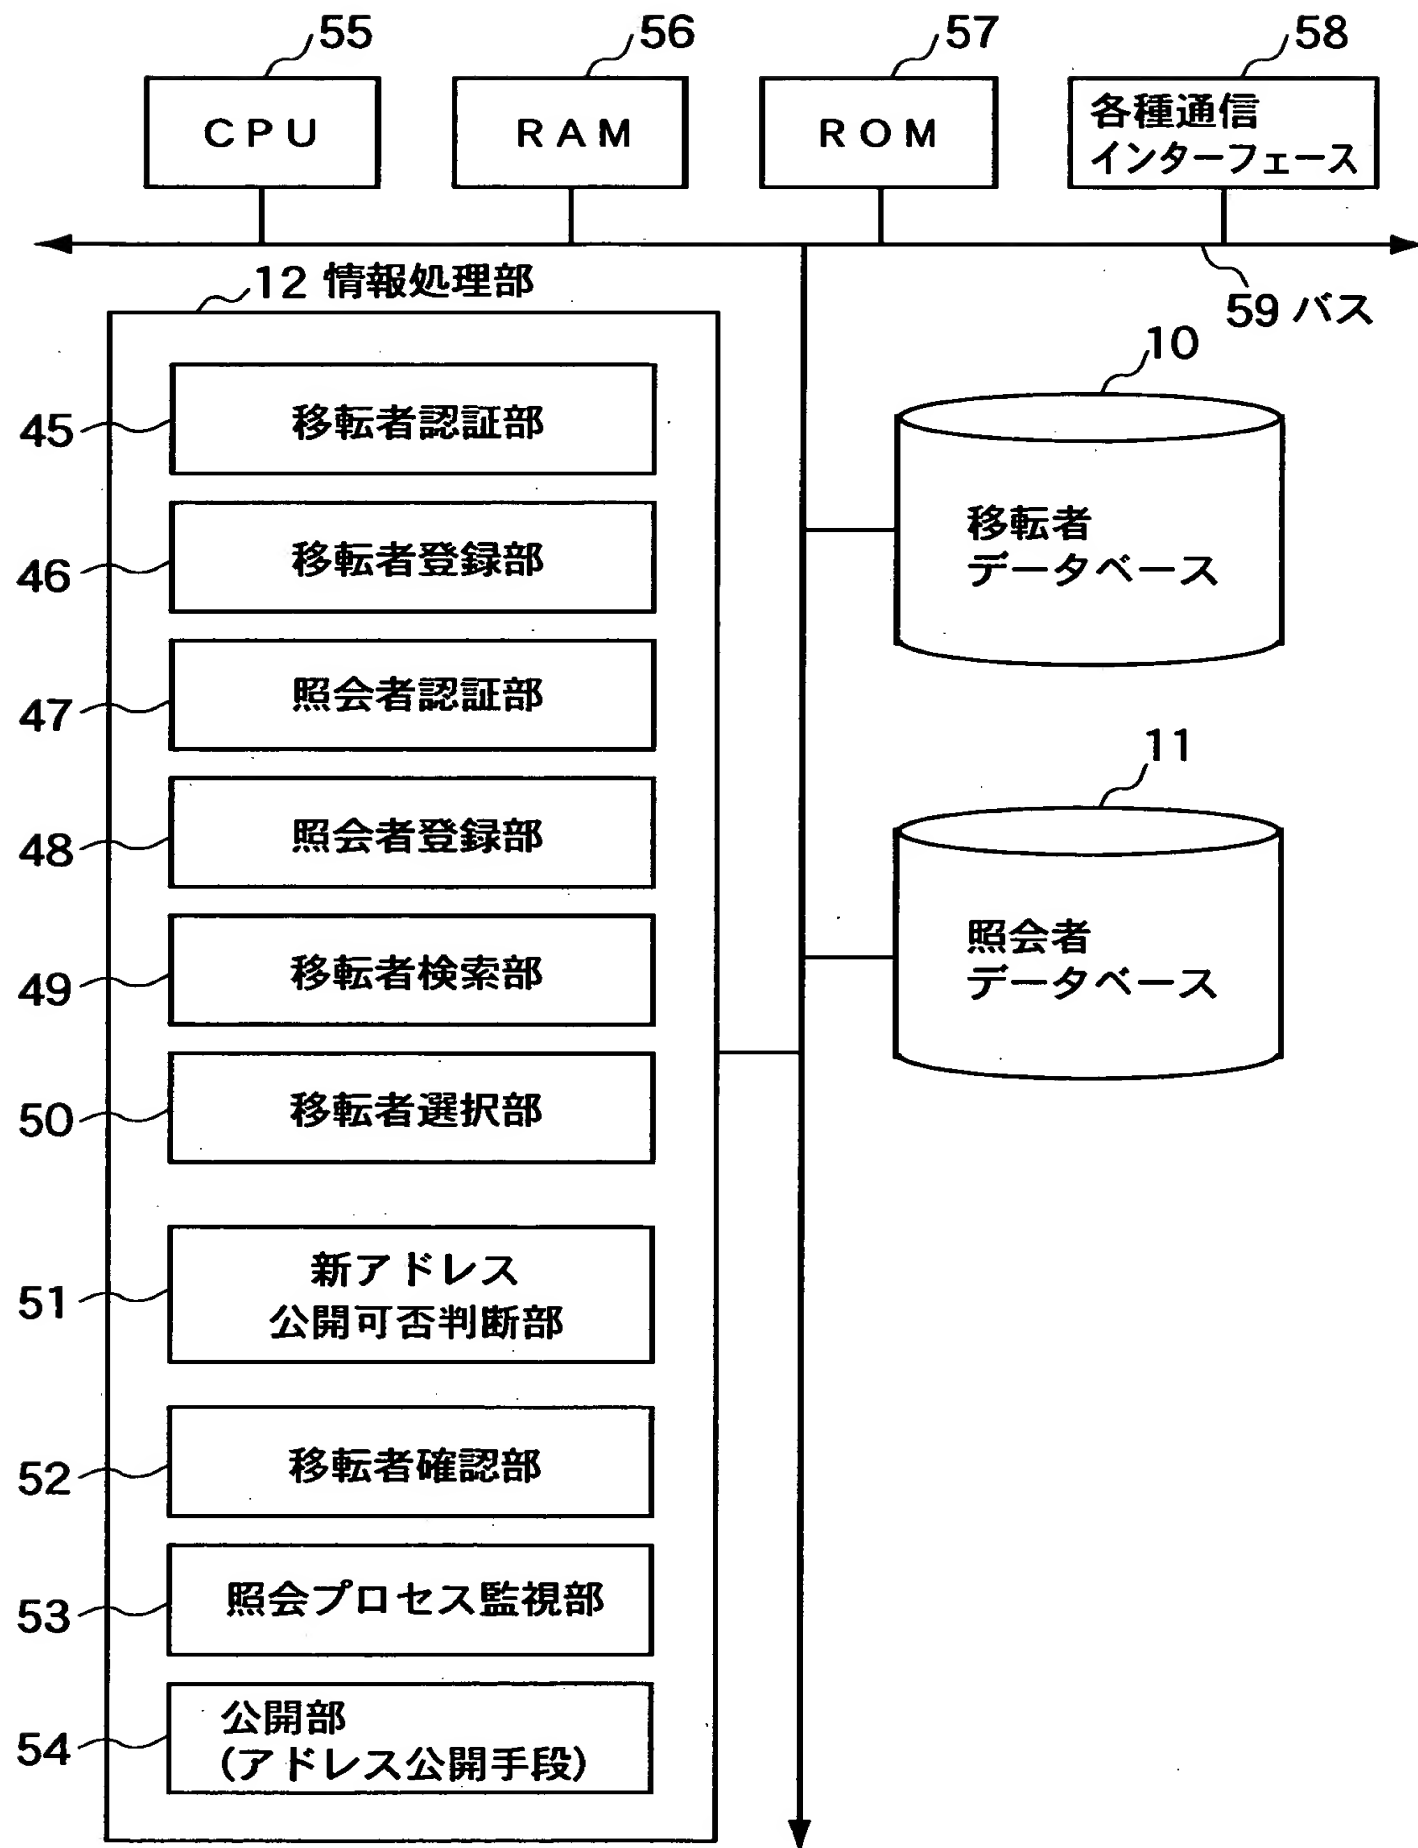 55
56
57
58
CPU
RAM
ROM
各種通信
インターフェース
12 情報処理部
59 バス
10
45
移転者認証部
移転者
データベース
46
移転者登録部
47
照会者認証部
11
48
照会者登録部
照会者
データベース
49
移転者検索部
50
移転者選択部
51
新アドレス
公開可否判断部
52
移転者確認部
53
照会プロセス監視部
54
公開部
(アドレス公開手段)